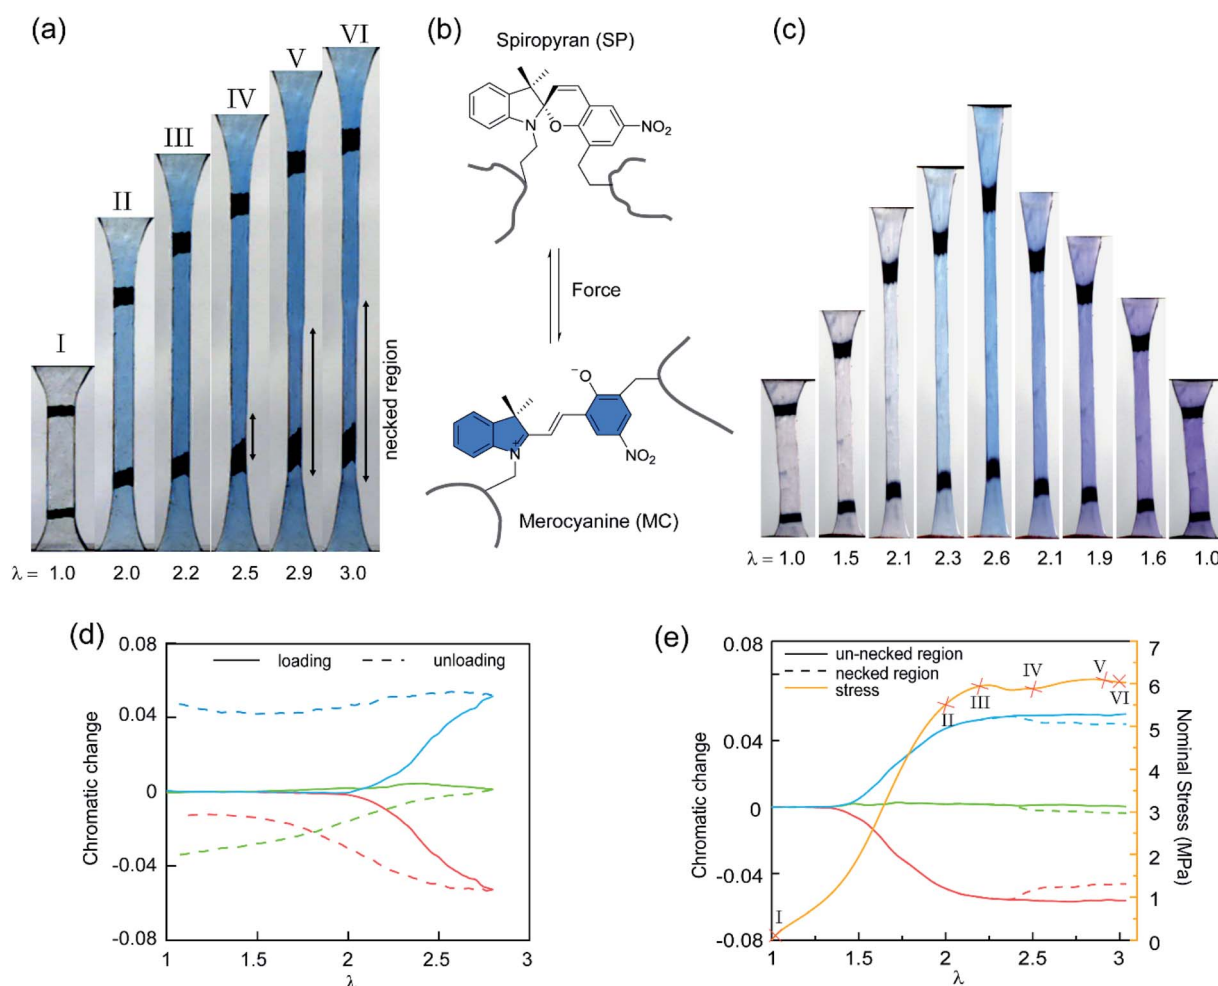 (a)
I
II
III
IV
V
VI
necked region
λ = 1.0 2.0 2.2 2.5 2.9 3.0
(b)
Spiropyran (SP)
N
O
NO2
Force
−O
N+
NO2
Merocyanine (MC)
(c)
λ = 1.0 1.5 2.1 2.3 2.6 2.1 1.9 1.6 1.0
(d)
Chromatic change
0.08
0.04
0
-0.04
-0.08
loading unloading
1 1.5 2 2.5 3
λ
(e)
Chromatic change
0.08
0.04
0
-0.04
-0.08
un-necked region
necked region
stress
I
II
III
IV
V
VI
7
6
5
4
3
2
1
0
Nominal Stress (MPa)
1 1.5 2 2.5 3
λ